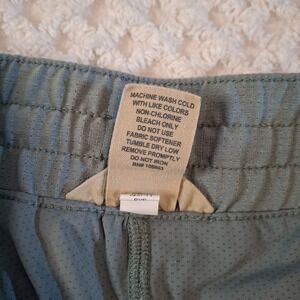 MACHINE WASH COLD
WITH LIKE COLORS
NON-CHLORINE
BLEACH ONLY
DO NOT USE
FABRIC SOFTENER
TUMBLE DRY LOW
REMOVE PROMPTLY
DO NOT IRON
RN#